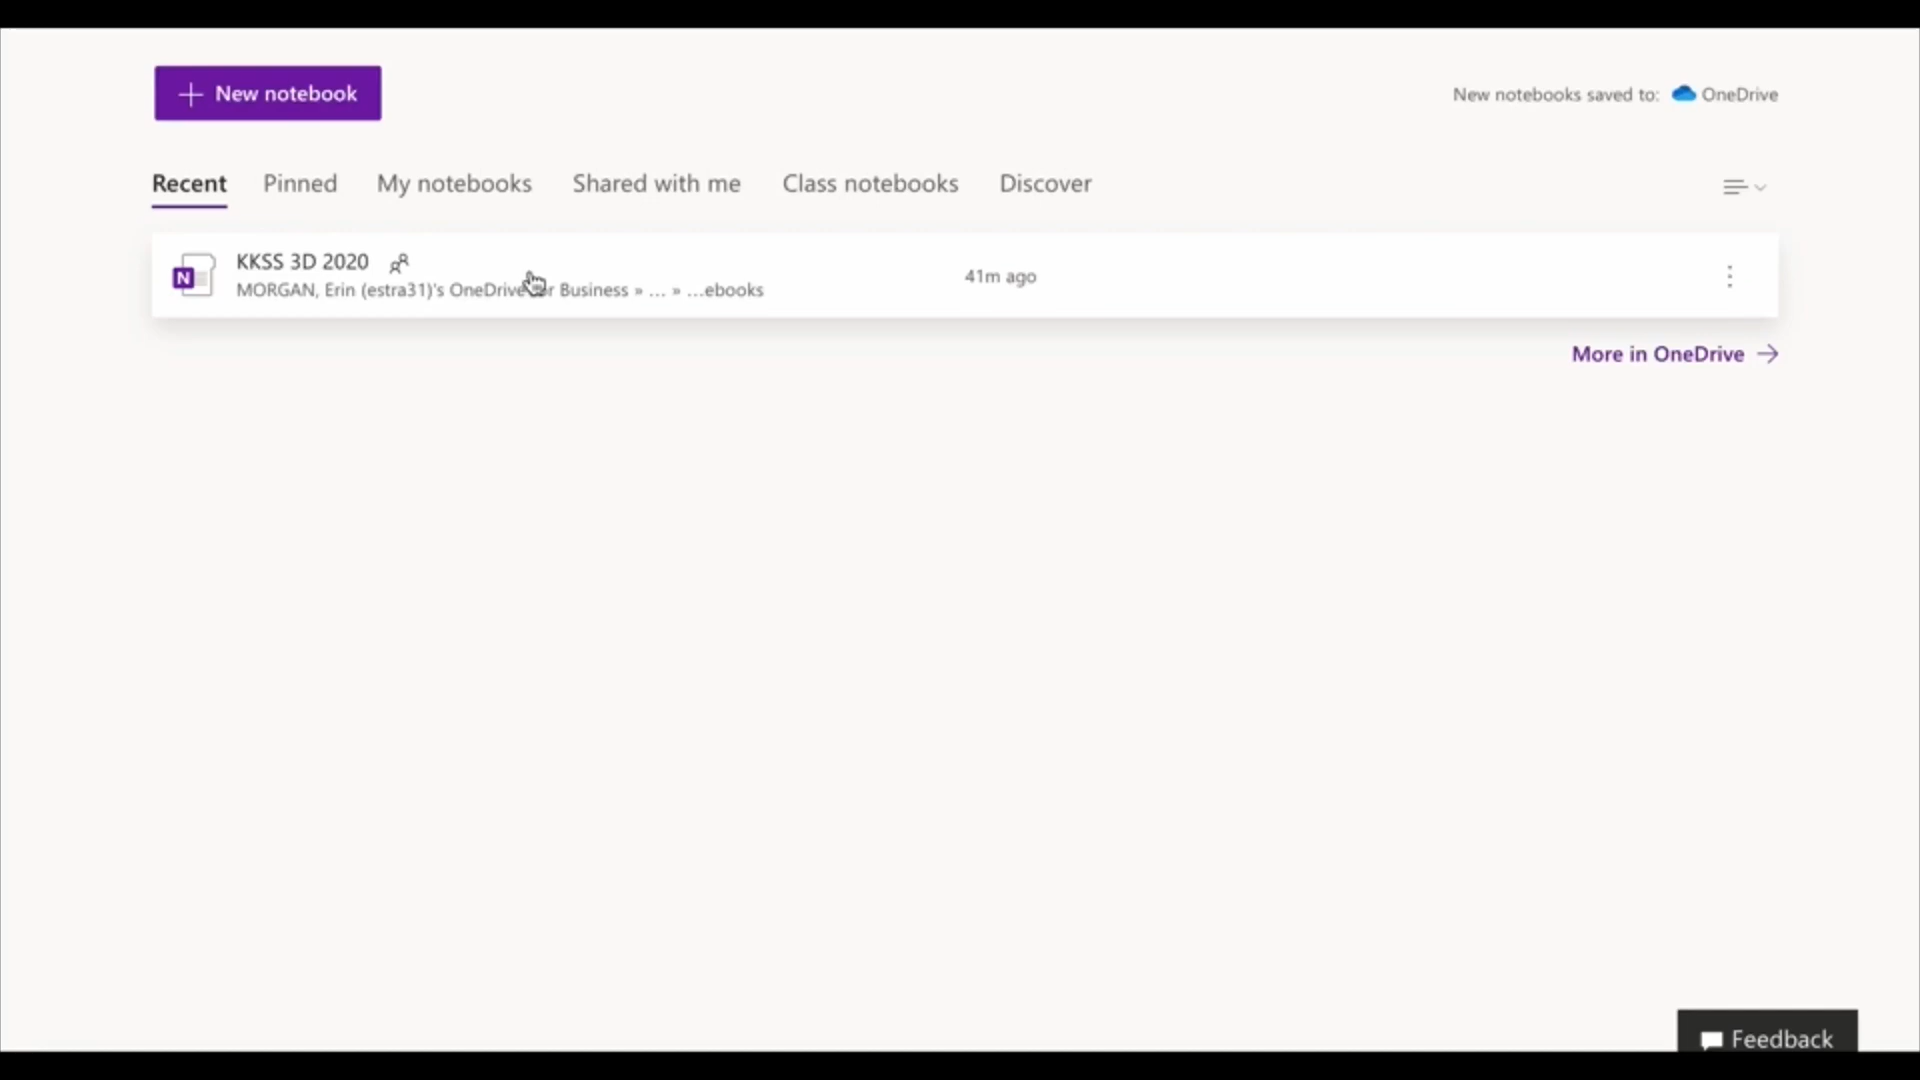 New notebook
New notebooks saved to: OneDrive
Recent Pinned My notebooks Shared with me Class notebooks Discover
N
KKSS 3D 2020
MORGAN, Erin (estra31)'s OneDrive Business » ... » ...ebooks
41m ago
More in OneDrive
Feedback